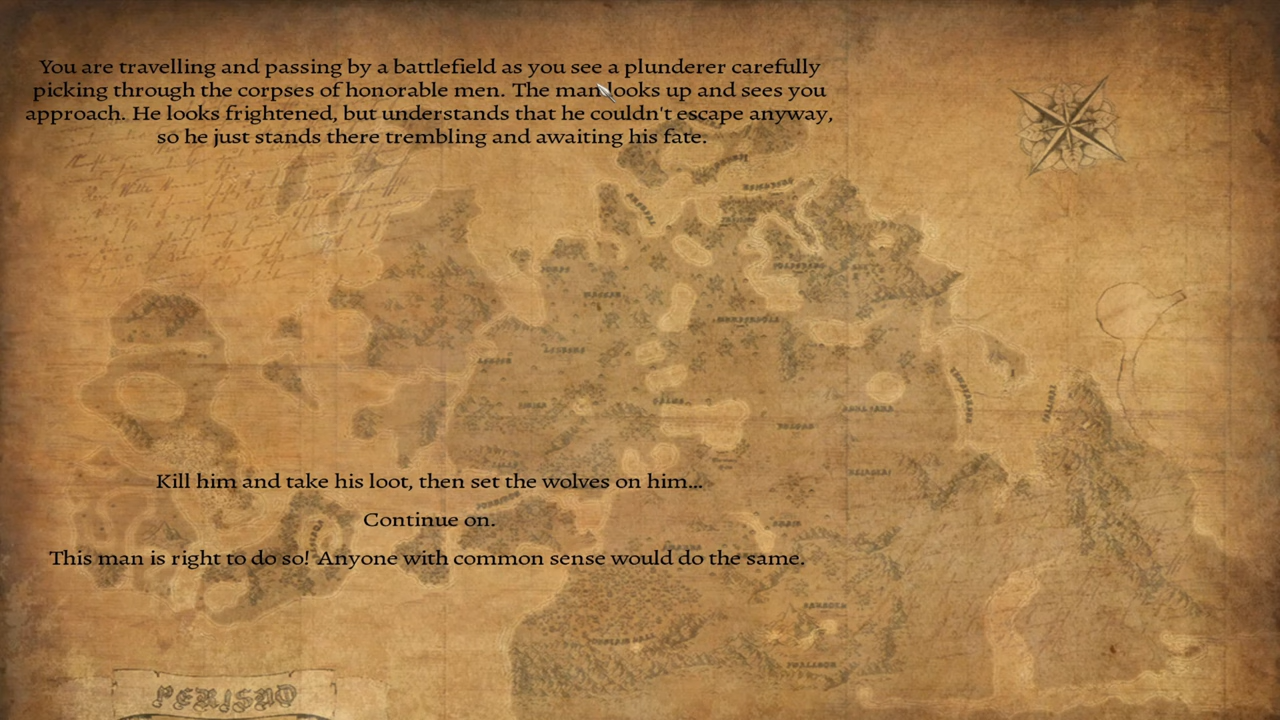 You are travelling and passing by a battlefield as you see a plunderer carefully
picking through the corpses of honorable men. The man looks up and sees you
approach. He looks frightened, but understands that he couldn't escape anyway,
so he just stands there trembling and awaiting his fate.
Kill him and take his loot, then set the wolves on him...
Continue on.
This man is right to do so! Anyone with common sense would do the same.
PERISNO